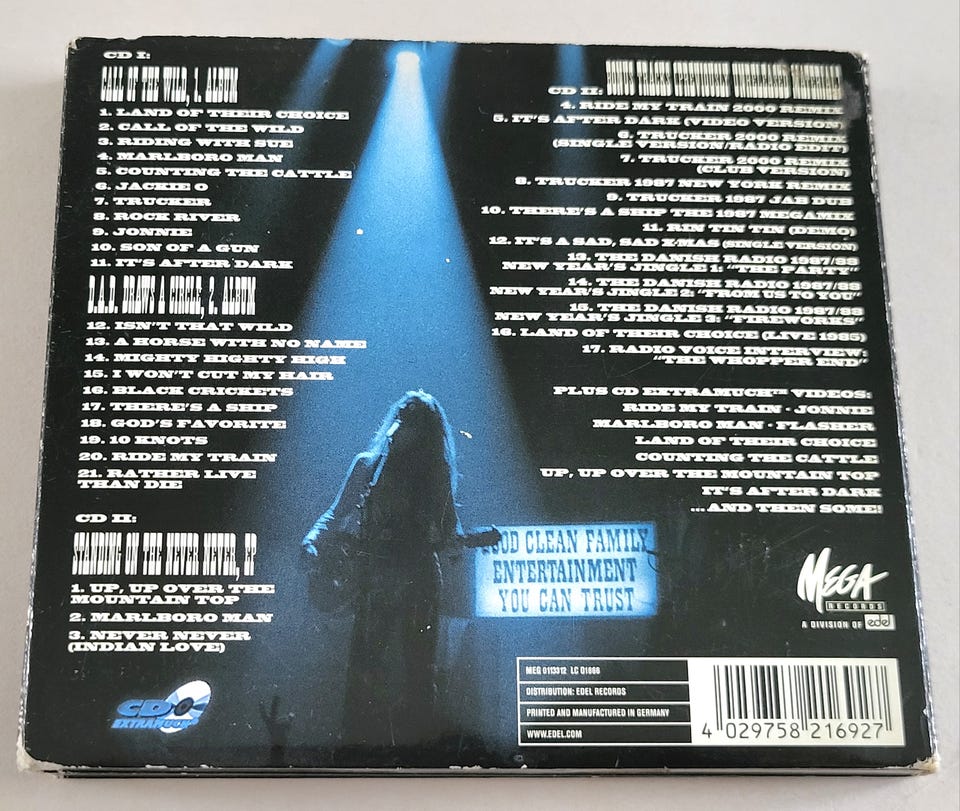 CD I:
CALL OF THE WILD, 1. ALBUM
1. LAND OF THEIR CHOICE
2. CALL OF THE WILD
3. RIDING WITH SUE
4. MARLBORO MAN
5. COUNTING THE CATTLE
6. JACKIE O
7. TRUCKER
8. ROCK RIVER
9. JONNIE
10. SON OF A GUN
11. IT'S AFTER DARK
D.A.D. DRAWS A CIRCLE, 2. ALBUM
12. ISN'T THAT WILD
13. A HORSE WITH NO NAME
14. MIGHTY HIGHTY HIGH
15. I WON'T CUT MY HAIR
16. BLACK CRICKETS
17. THERE'S A SHIP
18. GOD'S FAVORITE
19. 10 KNOTS
20. RIDE MY TRAIN
21. RATHER LIVE
THAN DIE
CD II:
STANDING ON THE NEVER NEVER, EP
1. UP, UP OVER THE
MOUNTAIN TOP
2. MARLBORO MAN
3. NEVER NEVER
(INDIAN LOVE)
CD
EXTRAMUCH
CD II: BONUS TRACKS PREVIOUSLY UNRELEASED
4. RIDE MY TRAIN 2000 REMIX
5. IT'S AFTER DARK (VIDEO VERSION)
6. TRUCKER 2000 REMIX
(SINGLE VERSION/RADIO EDIT)
7. TRUCKER 2000 REMIX
(CLUB VERSION)
8. TRUCKER 1987 NEW YORK REMIX
9. TRUCKER 1987 JAB DUB
10. THERE'S A SHIP THE 1987 MEGAMIX
11. RIN TIN TIN (DEMO)
12. IT'S A SAD, SAD X-MAS (SINGLE VERSION)
13. THE DANISH RADIO 1987/88
NEW YEAR'S JINGLE 1: "THE PARTY"
14. THE DANISH RADIO 1987/88
NEW YEAR'S JINGLE 2: "FROM US TO YOU"
15. THE DANISH RADIO 1987/88
NEW YEAR'S JINGLE 3: "FIREWORKS"
16. LAND OF THEIR CHOICE (LIVE 1985)
17. RADIO VOICE INTERVIEW:
"THE WHOPPER END"
PLUS CD EXTRAMUCH™ VIDEOS:
RIDE MY TRAIN · JONNIE
MARLBORO MAN · FLASHER
LAND OF THEIR CHOICE
COUNTING THE CATTLE
UP, UP OVER THE MOUNTAIN TOP
IT'S AFTER DARK
...AND THEN SOME!
GOOD CLEAN FAMILY
ENTERTAINMENT
YOU CAN TRUST
MEGA
RECORDS
A DIVISION OF edel
MEG 0113312 LC 01666
DISTRIBUTION: EDEL RECORDS
PRINTED AND MANUFACTURED IN GERMANY
WWW.EDEL.COM
4 029758 216927